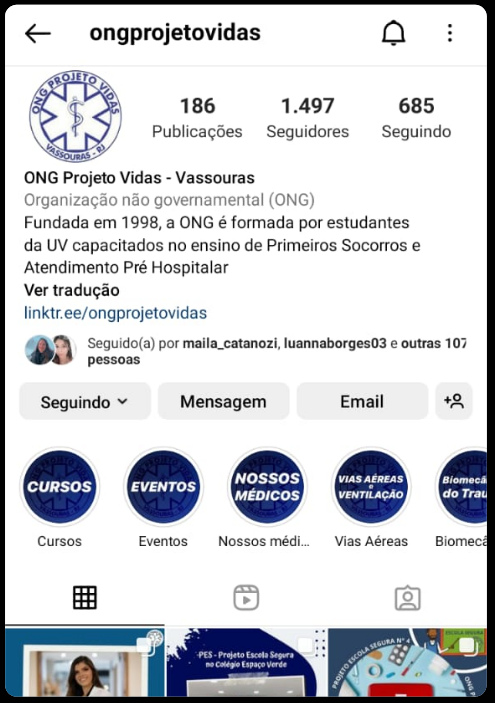 ongprojetovidas
ONG PROJETO VIDAS
VASSOURAS - RJ
186
Publicações
1.497
Seguidores
685
Seguindo
ONG Projeto Vidas - Vassouras
Organização não governamental (ONG)
Fundada em 1998, a ONG é formada por estudantes
da UV capacitados no ensino de Primeiros Socorros e
Atendimento Pré Hospitalar
Ver tradução
linktr.ee/ongprojetovidas
Seguido(a) por maila_catanozi, luannaborges03 e outras 107
pessoas
Seguindo
Mensagem
Email
CURSOS
EVENTOS
NOSSOS
MÉDICOS
VIAS AÉREAS
e
VENTILAÇÃO
Biomecâ
do Trau
Cursos
Eventos
Nossos médi...
Vias Aéreas
Biomecâ
-PES - Projeto Escola Segura
no Colégio Espaço Verde
PROJETO ESCOLA SEGURA Nº 4
ESCOLA SEGURA